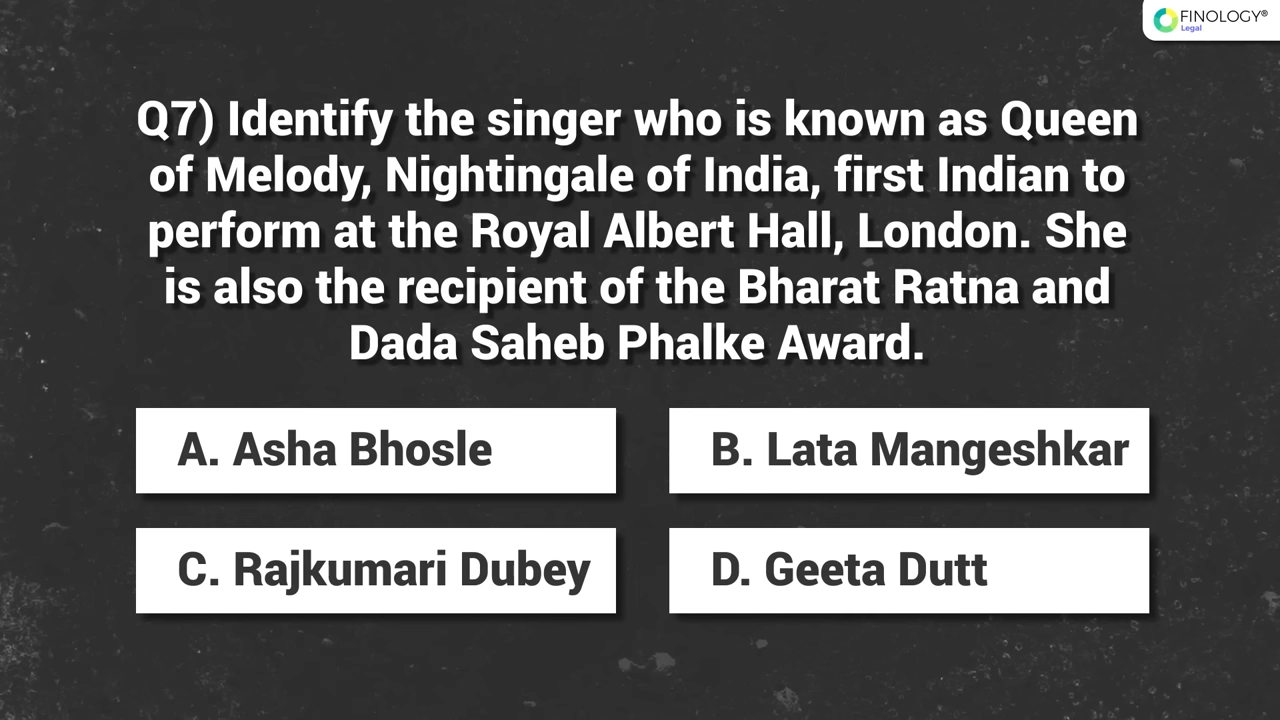 FINOLOGY®
Legal
Q7) Identify the singer who is known as Queen
of Melody, Nightingale of India, first Indian to
perform at the Royal Albert Hall, London. She
is also the recipient of the Bharat Ratna and
Dada Saheb Phalke Award.
A. Asha Bhosle
B. Lata Mangeshkar
C. Rajkumari Dubey
D. Geeta Dutt